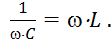 1/(ω·C) = ω·L .